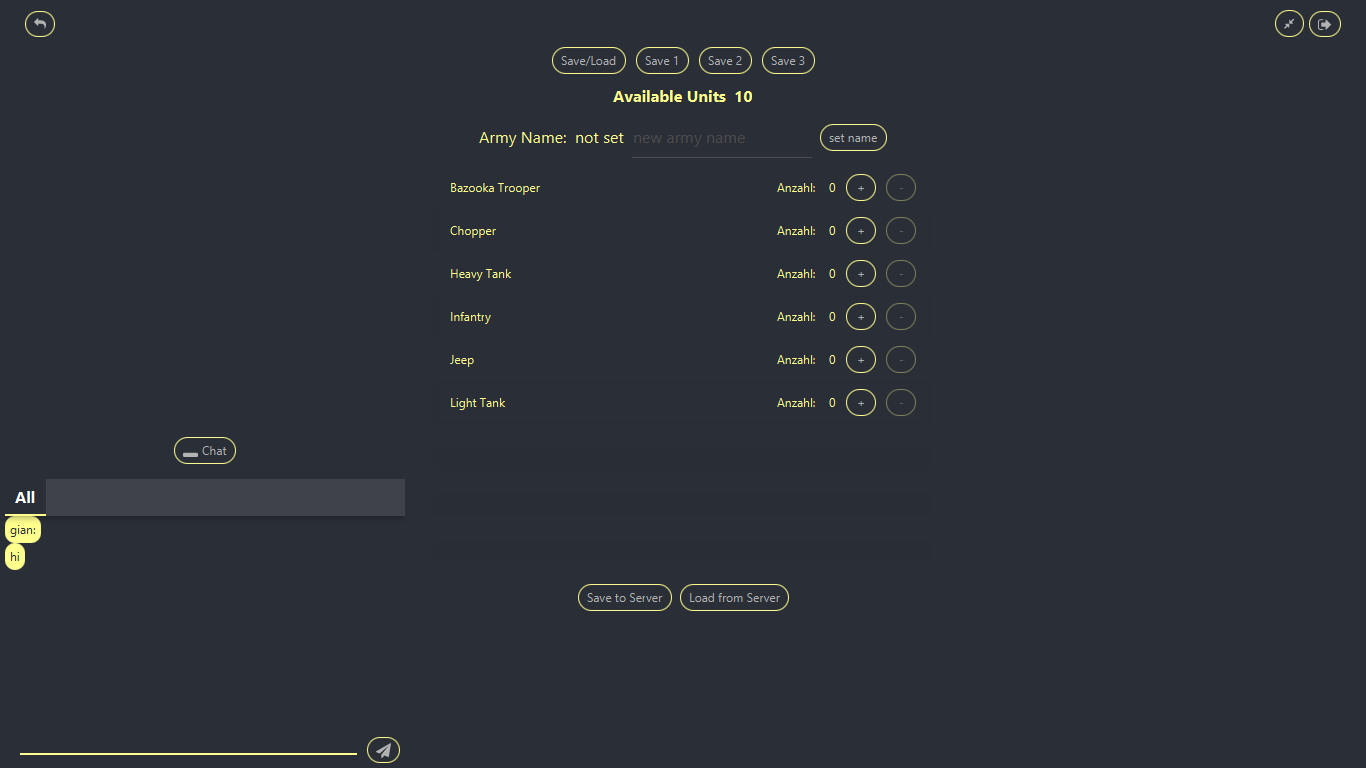 Save/Load Save 1 Save 2 Save 3
Available Units 10
Army Name: not set new army name set name
Bazooka Trooper Anzahl: 0 + -
Chopper Anzahl: 0 + -
Heavy Tank Anzahl: 0 + -
Infantry Anzahl: 0 + -
Jeep Anzahl: 0 + -
Light Tank Anzahl: 0 + -
Chat
All
gian:
hi
Save to Server Load from Server